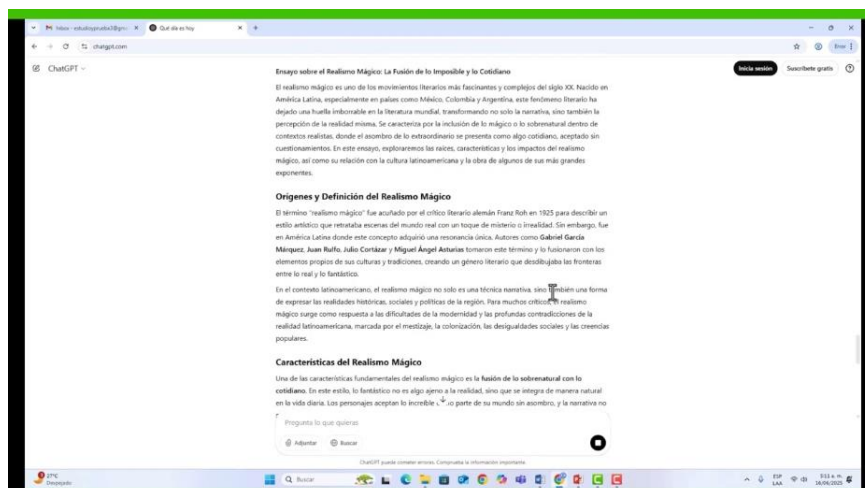 Inbox - estudioyprueba3@gm
Qué día es hoy
chatgpt.com
Error
ChatGPT
Inicia sesión
Suscríbete gratis
Ensayo sobre el Realismo Mágico: La Fusión de lo Imposible y lo Cotidiano
El realismo mágico es uno de los movimientos literarios más fascinantes y complejos del siglo XX. Nacido en
América Latina, especialmente en países como México, Colombia y Argentina, este fenómeno literario ha
dejado una huella imborrable en la literatura mundial, transformando no solo la narrativa, sino también la
percepción de la realidad misma. Se caracteriza por la inclusión de lo mágico o lo sobrenatural dentro de
contextos realistas, donde el asombro de lo extraordinario se presenta como algo cotidiano, aceptado sin
cuestionamientos. En este ensayo, exploraremos las raíces, características y los impactos del realismo
mágico, así como su relación con la cultura latinoamericana y la obra de algunos de sus más grandes
exponentes.
Orígenes y Definición del Realismo Mágico
El término "realismo mágico" fue acuñado por el crítico literario alemán Franz Roh en 1925 para describir un
estilo artístico que retrataba escenas del mundo real con un toque de misterio o irrealidad. Sin embargo, fue
en América Latina donde este concepto adquirió una resonancia única. Autores como Gabriel García
Márquez, Juan Rulfo, Julio Cortázar y Miguel Ángel Asturias tomaron este término y lo fusionaron con los
elementos propios de sus culturas y tradiciones, creando un género literario que desdibujaba las fronteras
entre lo real y lo fantástico.
En el contexto latinoamericano, el realismo mágico no solo es una técnica narrativa, sino también una forma
de expresar las realidades históricas, sociales y políticas de la región. Para muchos críticos, el realismo
mágico surge como respuesta a las dificultades de la modernidad y las profundas contradicciones de la
realidad latinoamericana, marcada por el mestizaje, la colonización, las desigualdades sociales y las creencias
populares.
Características del Realismo Mágico
Una de las características fundamentales del realismo mágico es la fusión de lo sobrenatural con lo
cotidiano. En este estilo, lo fantástico no es algo ajeno a la realidad, sino que se integra de manera natural
en la vida diaria. Los personajes aceptan lo increíble parte de su mundo sin asombro, y la narrativa no
Pregunta lo que quieras
Adjuntar
Buscar
ChatGPT puede cometer errores. Comprueba la información importante.
27°C
Despejado
Buscar
ESP
LAA
16/06/2025